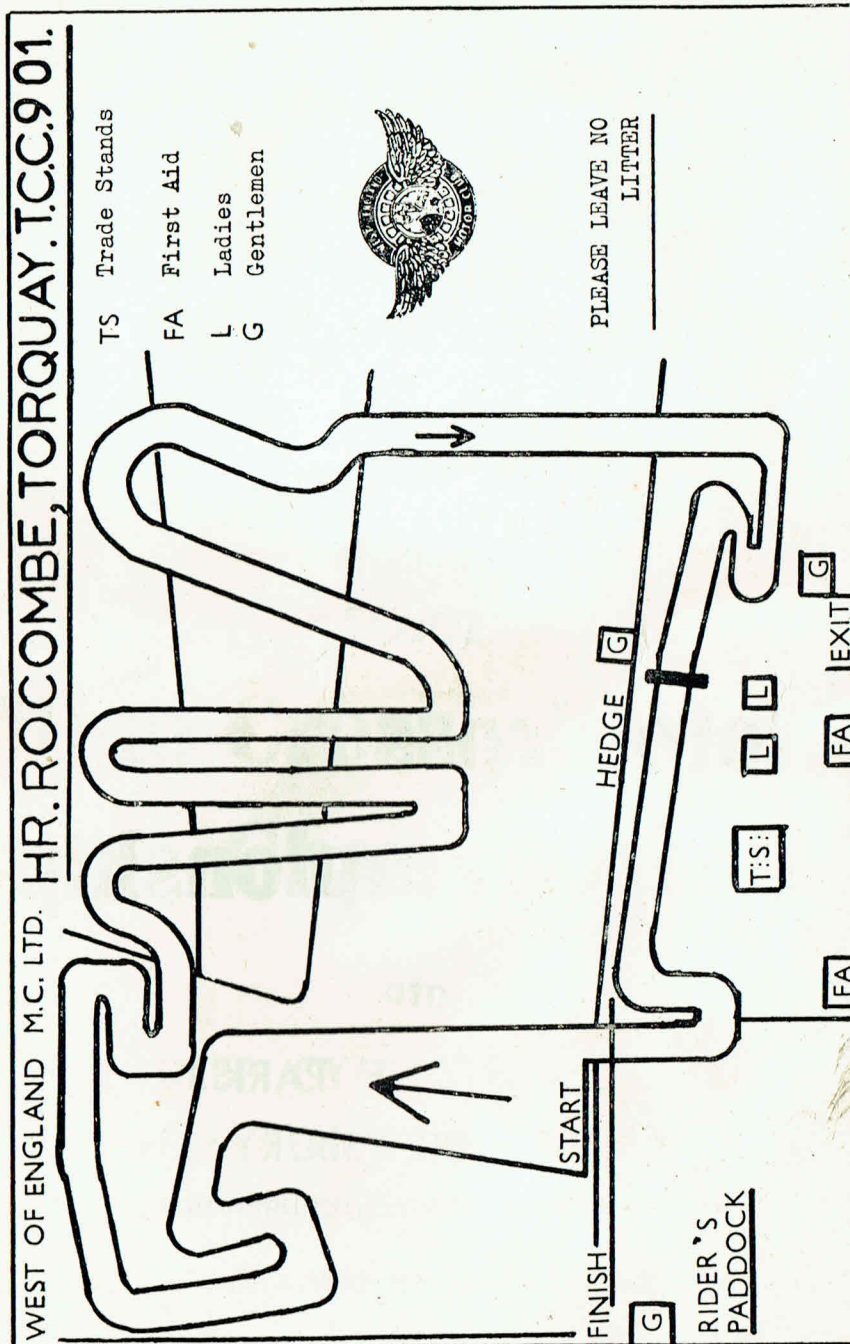 WEST OF ENGLAND M.C. LTD. HR. ROCOMBE, TORQUAY. T.C.C.9 01.
TS Trade Stands
FA First Aid
L Ladies
G Gentlemen
PLEASE LEAVE NO
LITTER
HEDGE
G
START
FINISH
G
RIDER'S
PADDOCK
T:S:
L
L
G
FA
FA
EXIT